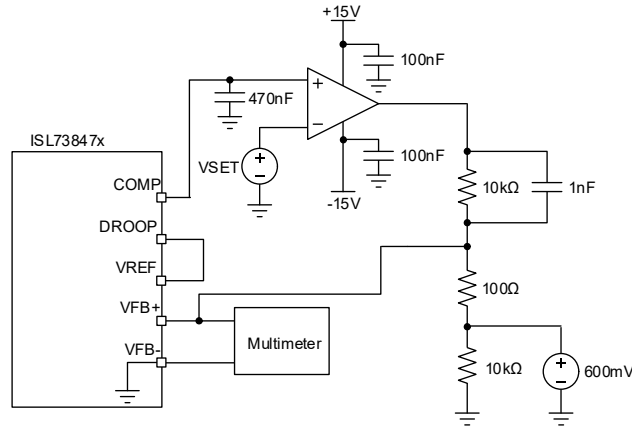 +15V
100nF
+
470nF
ISL73847x
−
100nF
VSET
+
−
COMP
10kΩ
1nF
-15V
DROOP
VREF
100Ω
VFB+
Multimeter
VFB-
10kΩ
+
−
600mV